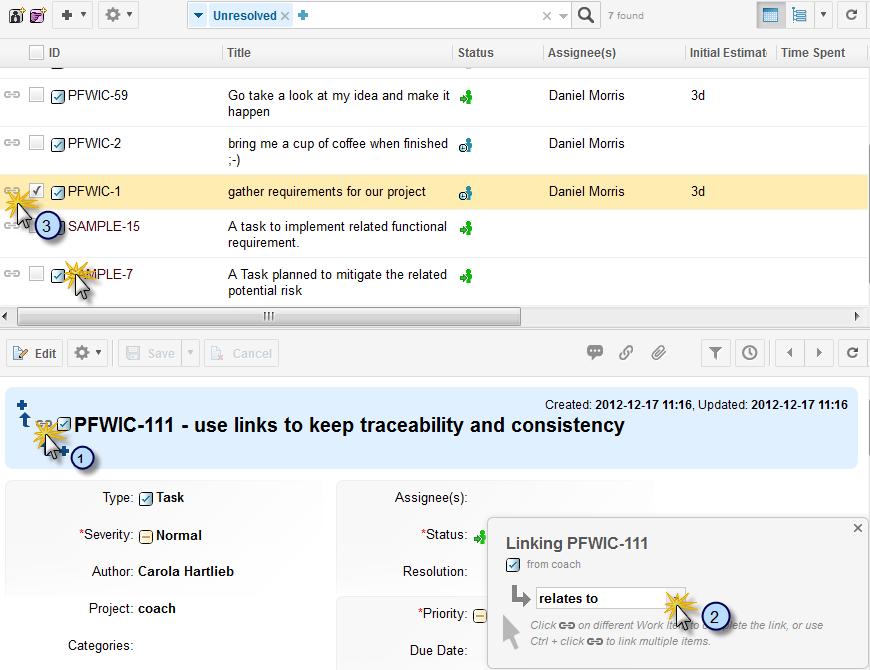 Unresolved
7 found
ID Title Status Assignee(s) Initial Estimat Time Spent
PFWIC-59 Go take a look at my idea and make it Daniel Morris 3d
happen
PFWIC-2 bring me a cup of coffee when finished Daniel Morris
;-)
PFWIC-1 gather requirements for our project Daniel Morris 3d
3
SAMPLE-15 A task to implement related functional
requirement.
SAMPLE-7 A Task planned to mitigate the related
potential risk
Edit Save Cancel
Created: 2012-12-17 11:16, Updated: 2012-12-17 11:16
PFWIC-111 - use links to keep traceability and consistency
1
Type: Task Assignee(s):
*Severity: Normal *Status:
Author: Carola Hartlieb Resolution:
Project: coach *Priority:
Categories: Due Date:
Linking PFWIC-111
from coach
relates to
2
Click on different Work Item to complete the link, or use
Ctrl + click to link multiple items.